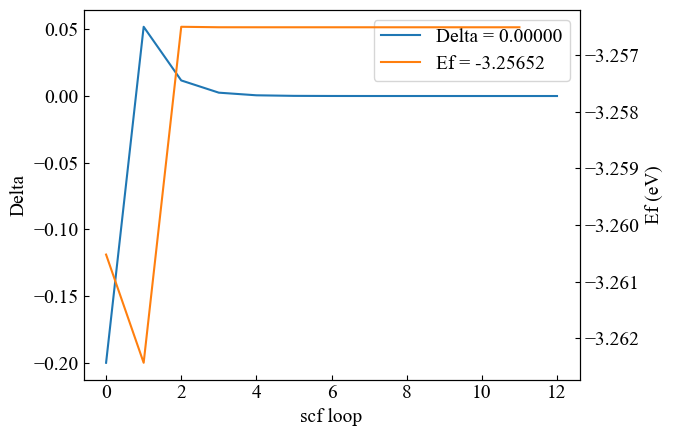 Delta = 0.00000
Ef = -3.25652
0.05
0.00
−0.05
−0.10
−0.15
−0.20
Delta
−3.257
−3.258
−3.259
−3.260
−3.261
−3.262
Ef (eV)
0 2 4 6 8 10 12
scf loop